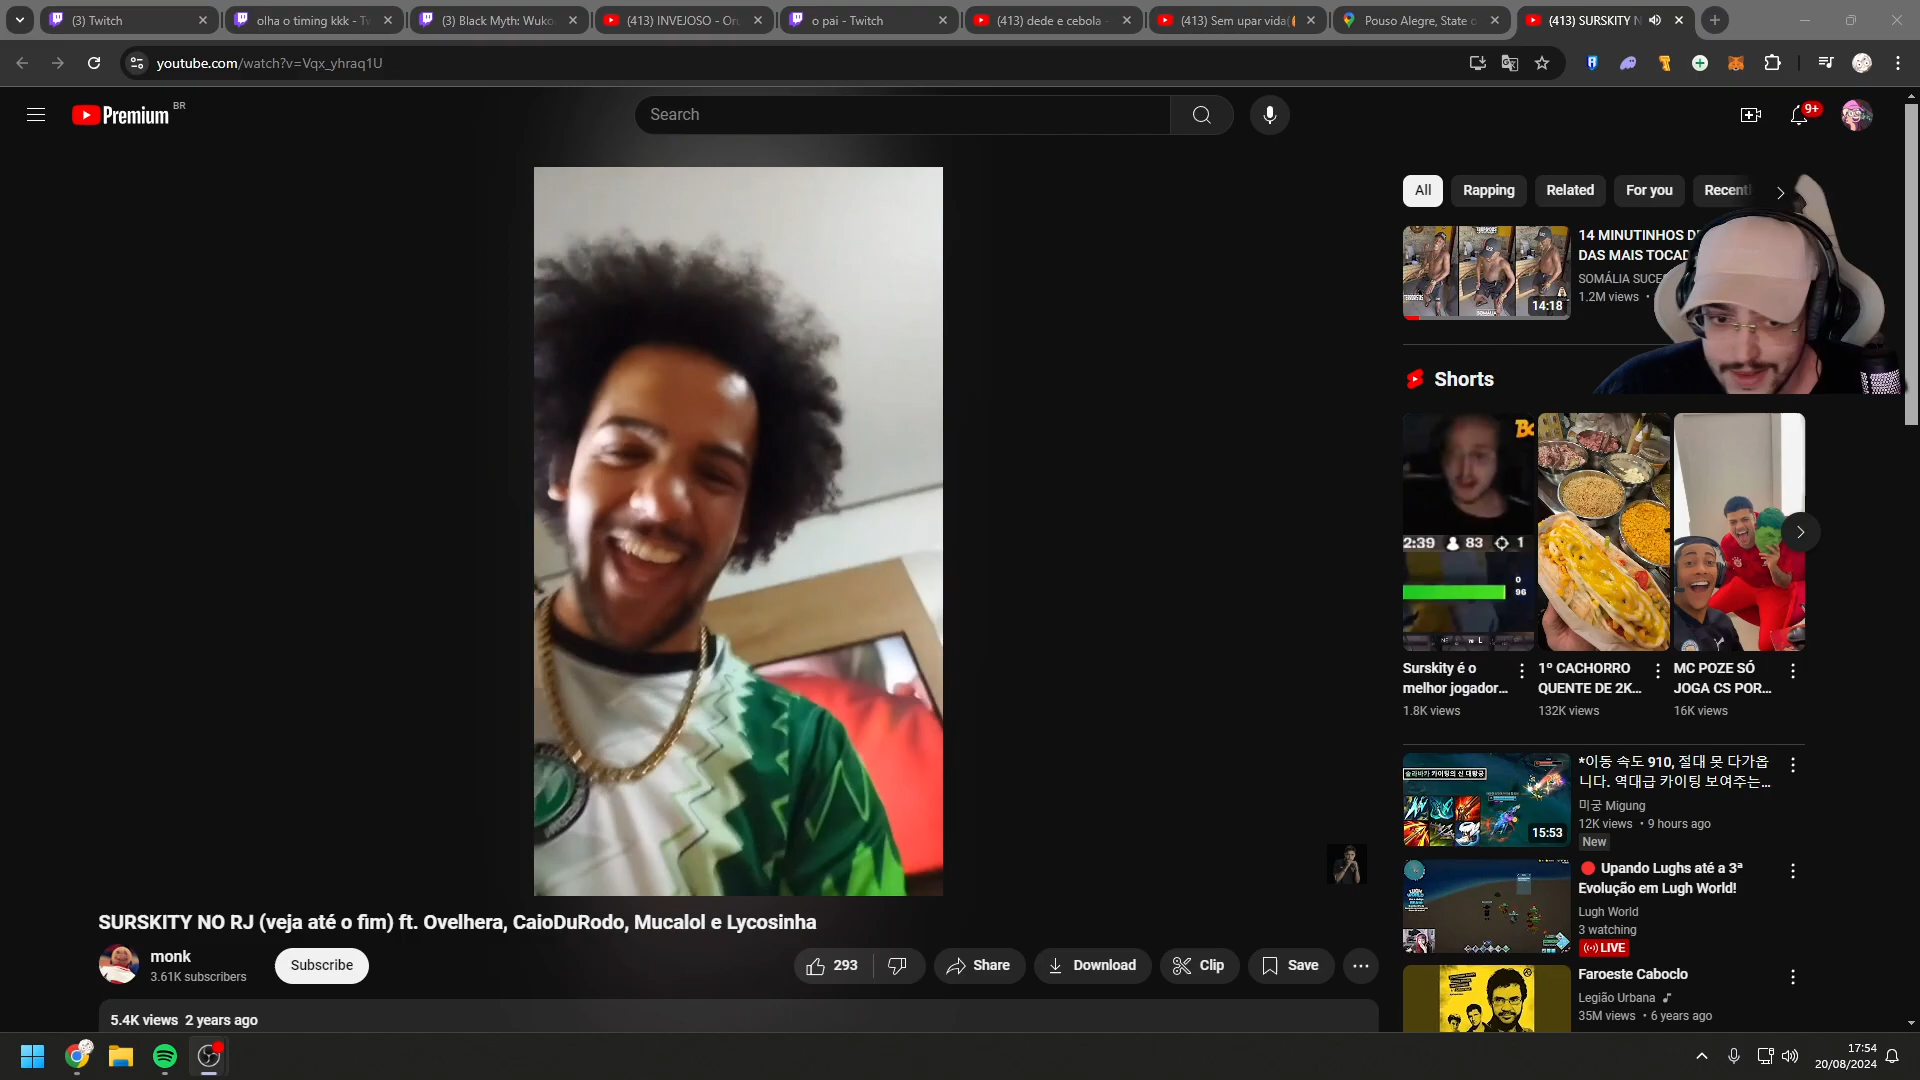 (3) Twitch
olha o timing kkk - Tw
(3) Black Myth: Wuko
(413) INVEJOSO - Oru
o pai - Twitch
(413) dede e cebola -
(413) Sem upar vida(
Pouso Alegre, State o
(413) SURSKITY N
youtube.com/watch?v=Vqx_yhraq1U
Premium
BR
Search
9+
All
Rapping
Related
For you
Recentl
14 MINUTINHOS D
DAS MAIS TOCAD
SOMÁLIA SUCE
1.2M views •
14:18
Shorts
2:39
83
1
0
96
Surskity é o
melhor jogador...
1.8K views
1º CACHORRO
QUENTE DE 2K...
132K views
MC POZE SÓ
JOGA CS POR...
16K views
*이동 속도 910, 절대 못 다가옵
니다. 역대급 카이팅 보여주는...
미궁 Migung
12K views • 9 hours ago
New
15:53
Upando Lughs até a 3ª
Evolução em Lugh World!
Lugh World
3 watching
LIVE
Faroeste Caboclo
Legião Urbana
35M views • 6 years ago
SURSKITY NO RJ (veja até o fim) ft. Ovelhera, CaioDuRodo, Mucalol e Lycosinha
monk
3.61K subscribers
Subscribe
293
Share
Download
Clip
Save
5.4K views 2 years ago
17:54
20/08/2024